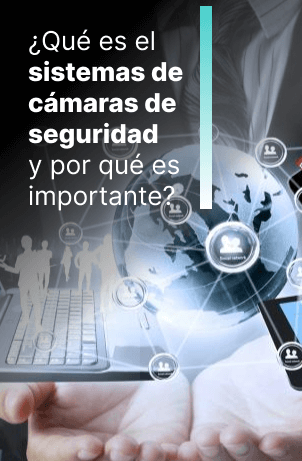 ¿Qué es el
sistemas de
cámaras de
seguridad
y por qué es
importante?